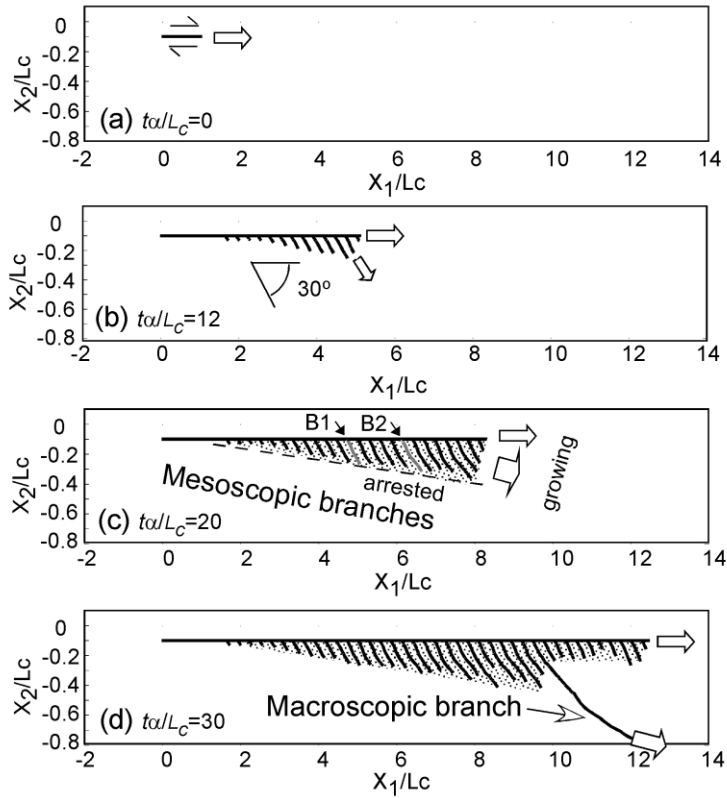 0
-0.2
-0.4
-0.6
-0.8
X2/Lc
(a) tα/Lc=0
-2 0 2 4 6 8 10 12 14
X1/Lc
0
-0.2
-0.4
-0.6
-0.8
X2/Lc
30°
(b) tα/Lc=12
-2 0 2 4 6 8 10 12 14
X1/Lc
0
-0.2
-0.4
-0.6
-0.8
X2/Lc
B1 B2
arrested
growing
Mesoscopic branches
(c) tα/Lc=20
-2 0 2 4 6 8 10 12 14
X1/Lc
0
-0.2
-0.4
-0.6
-0.8
X2/Lc
Macroscopic branch
(d) tα/Lc=30
-2 0 2 4 6 8 10 12 14
X1/Lc